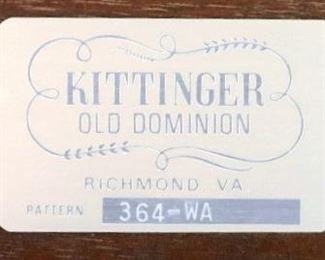 KITTINGER
OLD DOMINION
RICHMOND VA
PATTERN 364-WA